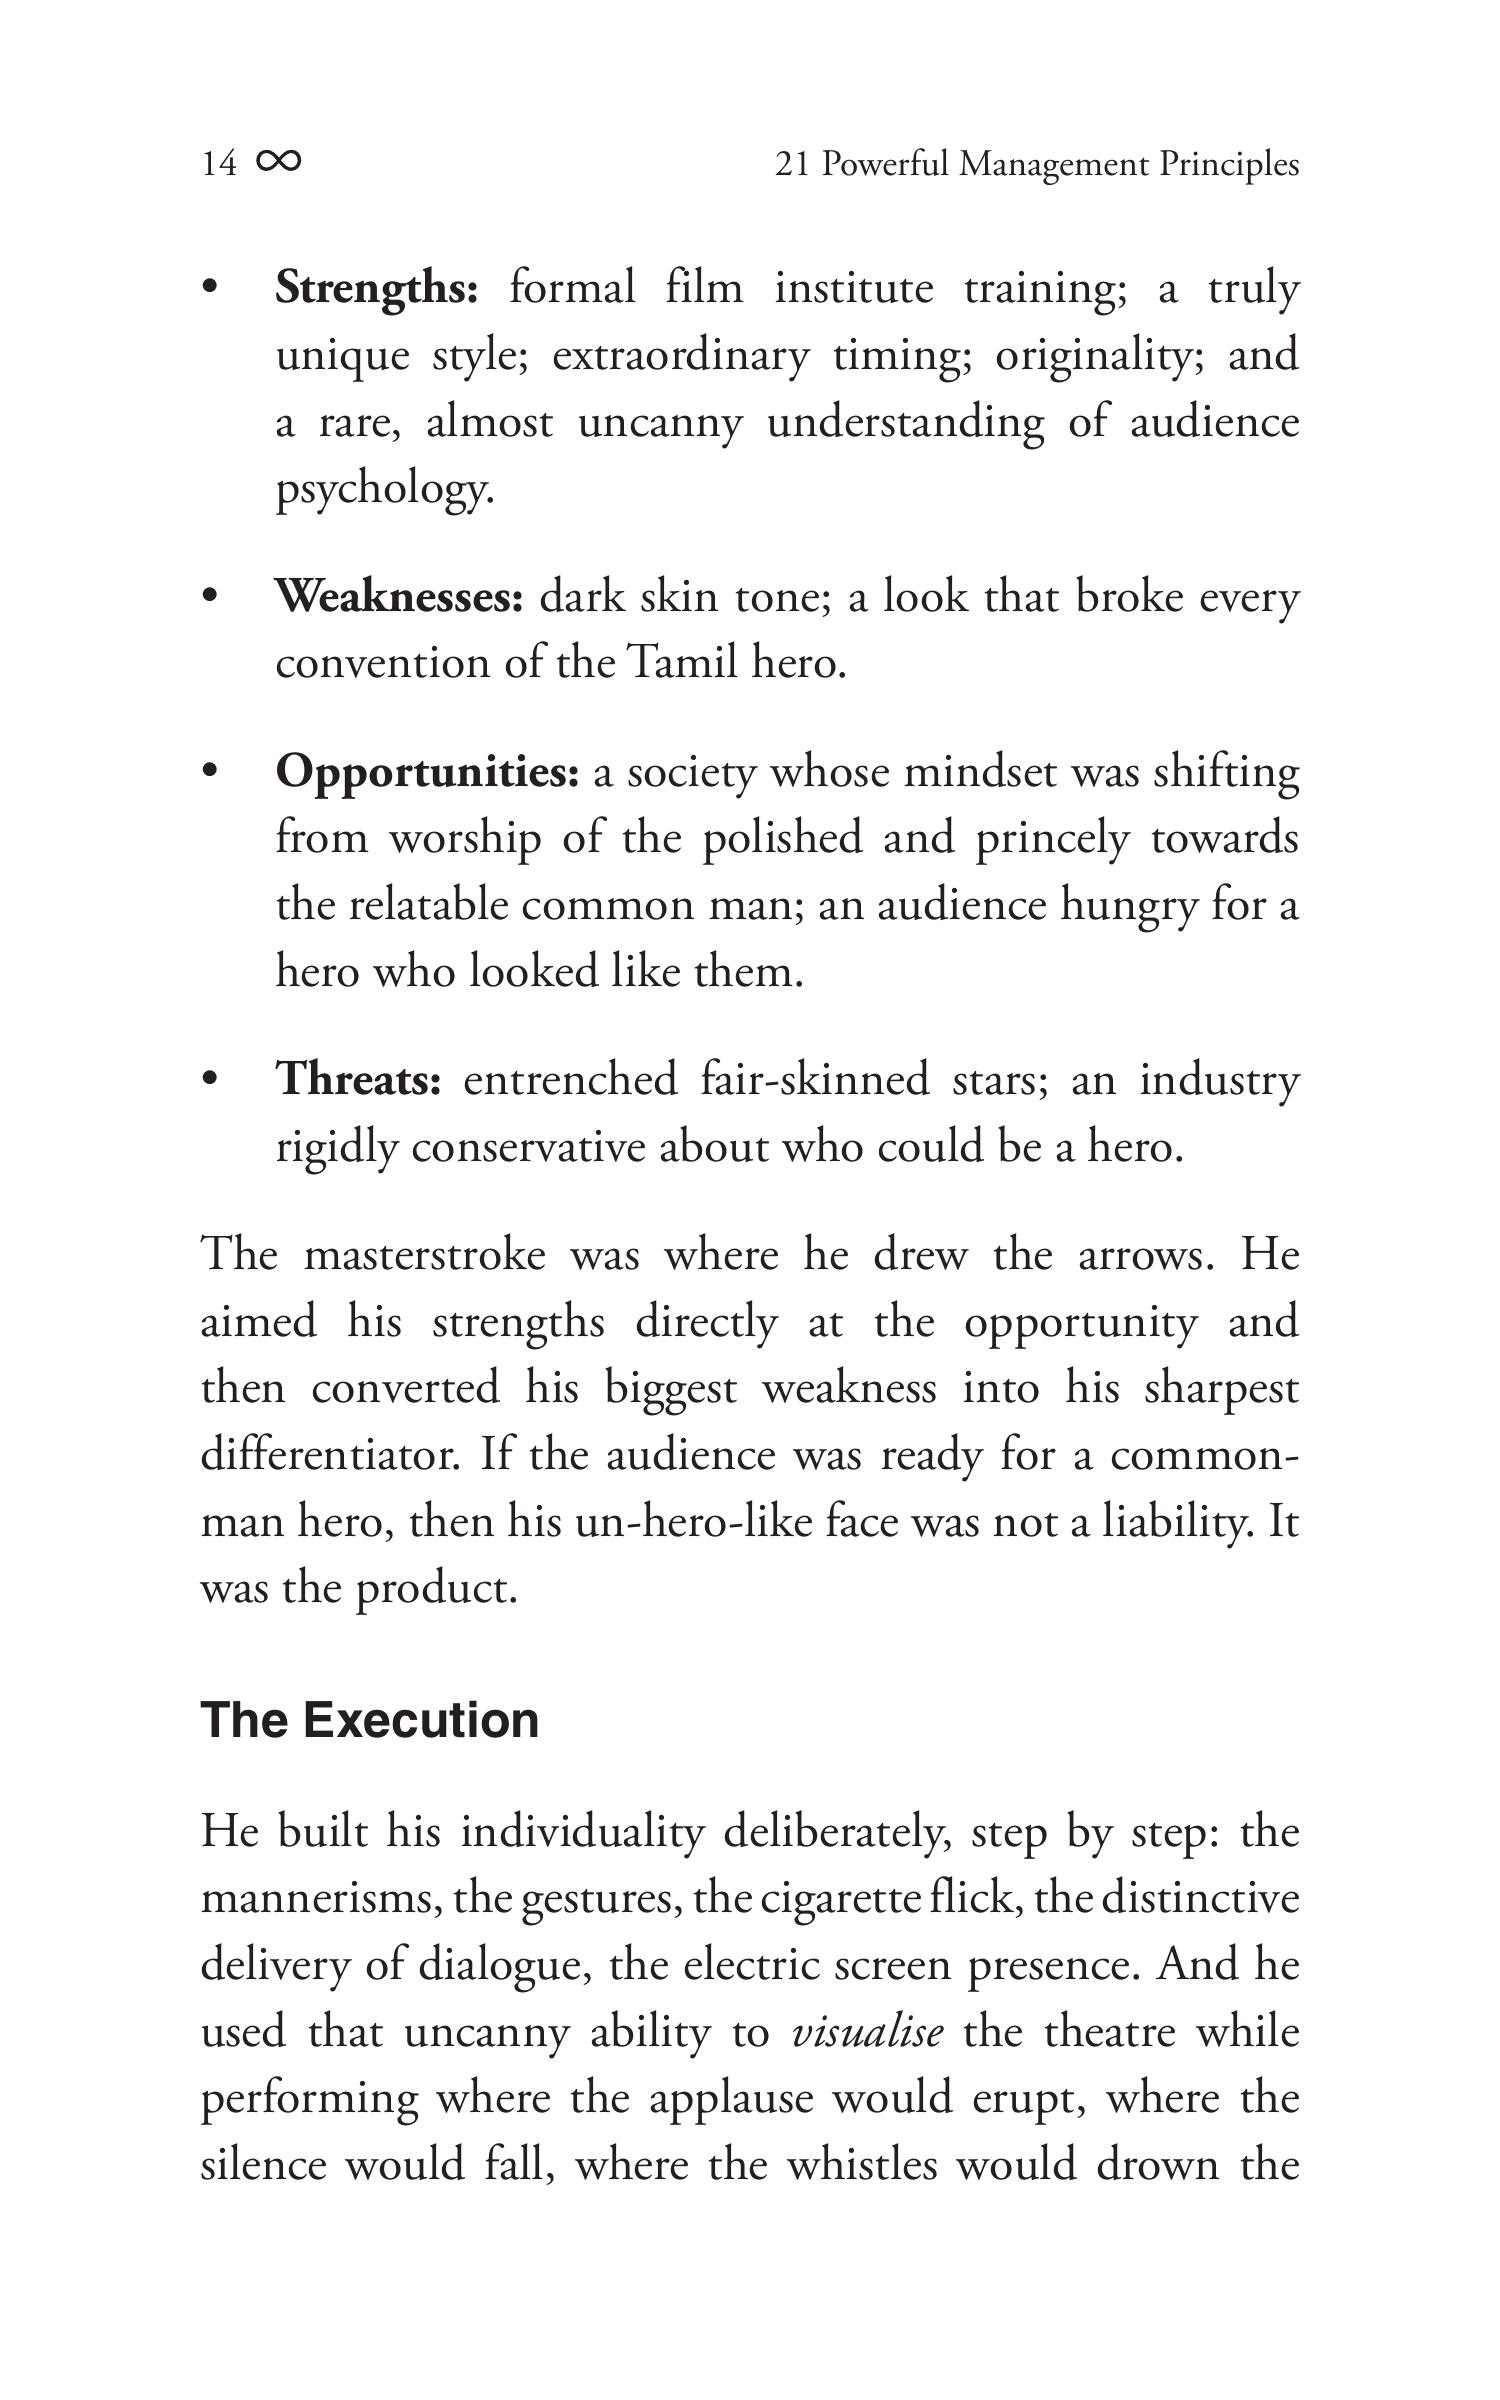 14 ∞ 21 Powerful Management Principles
• Strengths: formal film institute training; a truly
unique style; extraordinary timing; originality; and
a rare, almost uncanny understanding of audience
psychology.
• Weaknesses: dark skin tone; a look that broke every
convention of the Tamil hero.
• Opportunities: a society whose mindset was shifting
from worship of the polished and princely towards
the relatable common man; an audience hungry for a
hero who looked like them.
• Threats: entrenched fair-skinned stars; an industry
rigidly conservative about who could be a hero.
The masterstroke was where he drew the arrows. He
aimed his strengths directly at the opportunity and
then converted his biggest weakness into his sharpest
differentiator. If the audience was ready for a common-
man hero, then his un-hero-like face was not a liability. It
was the product.
The Execution
He built his individuality deliberately, step by step: the
mannerisms, the gestures, the cigarette flick, the distinctive
delivery of dialogue, the electric screen presence. And he
used that uncanny ability to visualise the theatre while
performing where the applause would erupt, where the
silence would fall, where the whistles would drown the